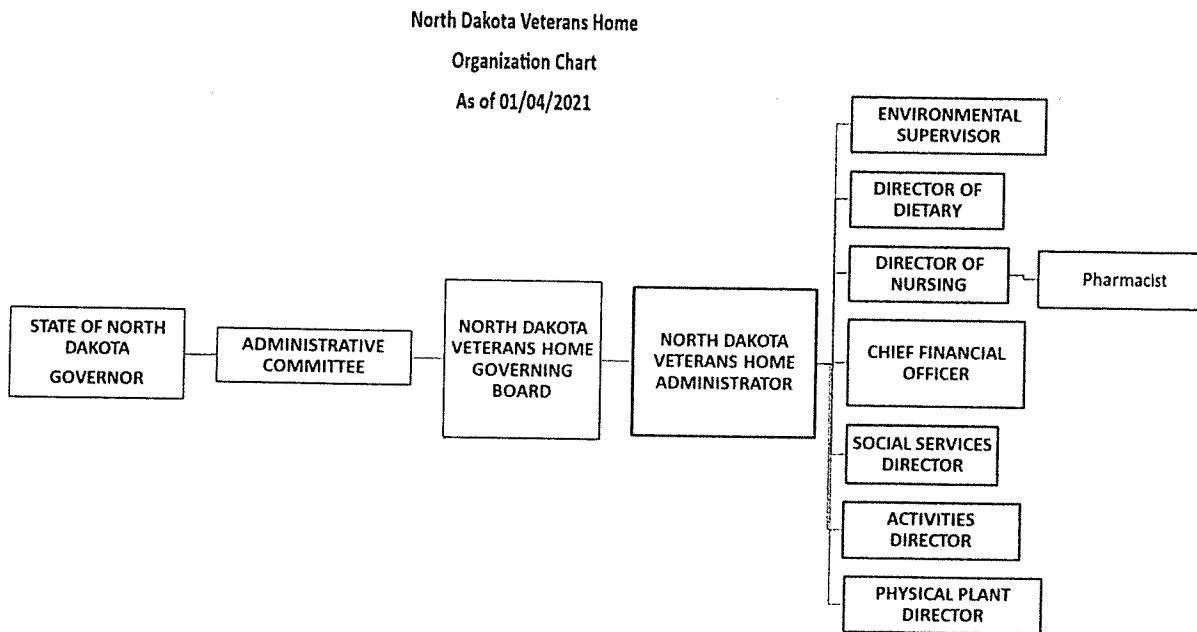 North Dakota Veterans Home
Organization Chart
As of 01/04/2021
STATE OF NORTH
DAKOTA
GOVERNOR
ADMINISTRATIVE
COMMITTEE
NORTH DAKOTA
VETERANS HOME
GOVERNING
BOARD
NORTH DAKOTA
VETERANS HOME
ADMINISTRATOR
ENVIRONMENTAL
SUPERVISOR
DIRECTOR OF
DIETARY
DIRECTOR OF
NURSING
Pharmacist
CHIEF FINANCIAL
OFFICER
SOCIAL SERVICES
DIRECTOR
ACTIVITIES
DIRECTOR
PHYSICAL PLANT
DIRECTOR